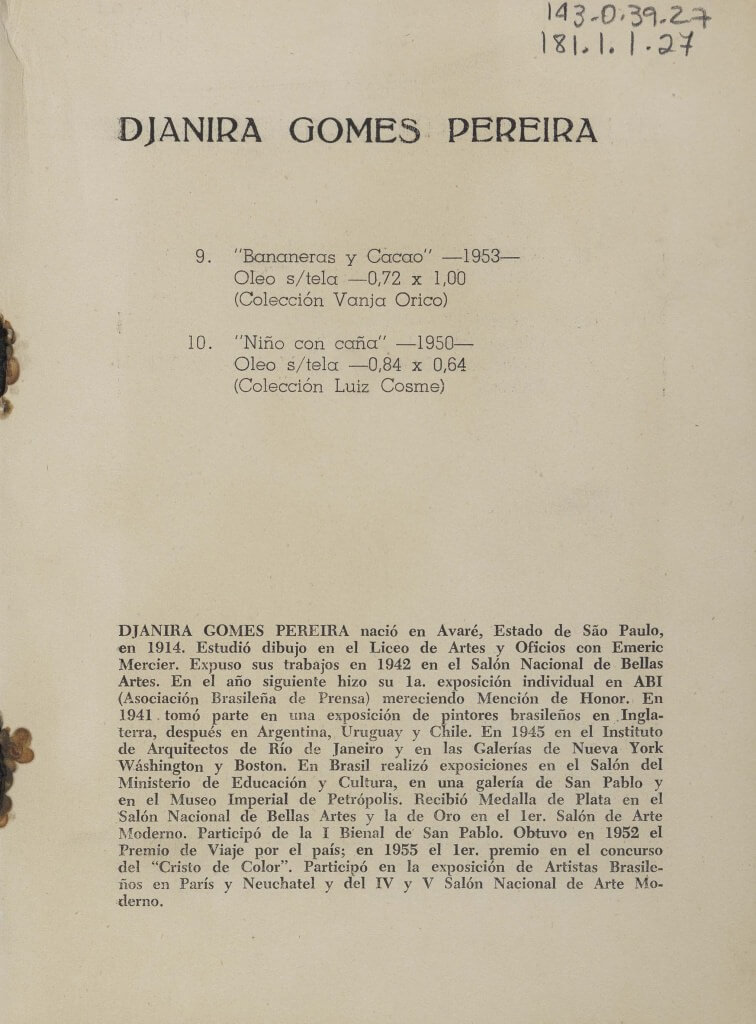 143-0.39.27
181.1.1.27
DJANIRA GOMES PEREIRA
9. "Bananeras y Cacao" —1953—
Oleo s/tela —0,72 x 1,00
(Colección Vanja Orico)
10. "Niño con caña" —1950—
Oleo s/tela —0,84 x 0,64
(Colección Luiz Cosme)
DJANIRA GOMES PEREIRA nació en Avaré, Estado de São Paulo,
en 1914. Estudió dibujo en el Liceo de Artes y Oficios con Emeric
Mercier. Expuso sus trabajos en 1942 en el Salón Nacional de Bellas
Artes. En el año siguiente hizo su 1a. exposición individual en ABI
(Asociación Brasileña de Prensa) mereciendo Mención de Honor. En
1941 tomó parte en una exposición de pintores brasileños en Ingla-
terra, después en Argentina, Uruguay y Chile. En 1945 en el Instituto
de Arquitectos de Río de Janeiro y en las Galerías de Nueva York
Wáshington y Boston. En Brasil realizó exposiciones en el Salón del
Ministerio de Educación y Cultura, en una galería de San Pablo y
en el Museo Imperial de Petrópolis. Recibió Medalla de Plata en el
Salón Nacional de Bellas Artes y la de Oro en el 1er. Salón de Arte
Moderno. Participó de la I Bienal de San Pablo. Obtuvo en 1952 el
Premio de Viaje por el país; en 1955 el 1er. premio en el concurso
del "Cristo de Color". Participó en la exposición de Artistas Brasile-
ños en París y Neuchatel y del IV y V Salón Nacional de Arte Mo-
derno.